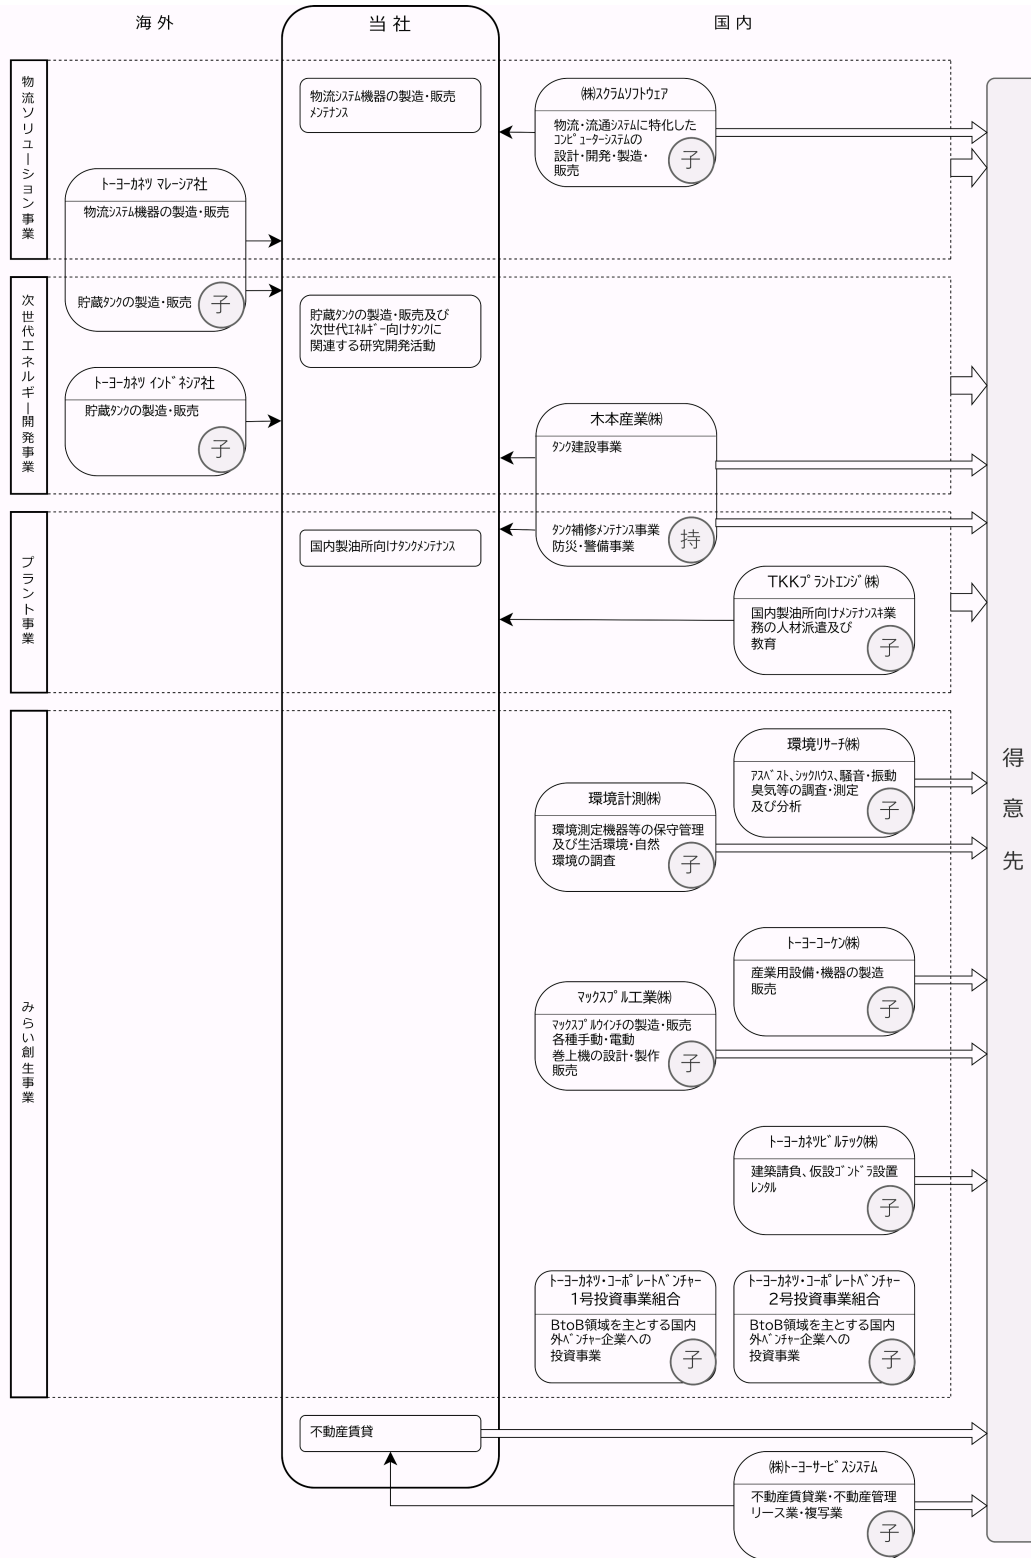 海外
当社
国内
物流ソリューション事業
物流ｼｽﾃﾑ機器の製造・販売
ﾒﾝﾃﾅﾝｽ
㈱ｽｸﾗﾑｿﾌﾄｳｪｱ
物流・流通ｼｽﾃﾑに特化した
ｺﾝﾋﾟｭｰﾀｰｼｽﾃﾑの
設計・開発・製造・
販売
子
ﾄｰﾖｰｶﾈﾂ ﾏﾚｰｼｱ社
物流ｼｽﾃﾑ機器の製造・販売
貯蔵ﾀﾝｸの製造・販売
子
次世代エネルギー開発事業
貯蔵ﾀﾝｸの製造・販売及び
次世代ｴﾈﾙｷﾞｰ向けﾀﾝｸに
関連する研究開発活動
ﾄｰﾖｰｶﾈﾂ ｲﾝﾄﾞﾈｼｱ社
貯蔵ﾀﾝｸの製造・販売
子
木本産業㈱
ﾀﾝｸ建設事業
ﾀﾝｸ補修ﾒﾝﾃﾅﾝｽ事業
防災・警備事業
持
プラント事業
国内製油所向けﾀﾝｸﾒﾝﾃﾅﾝｽ
TKKﾌﾟﾗﾝﾄｴﾝｼﾞ㈱
国内製油所向けﾒﾝﾃﾅﾝｽｷ業
務の人材派遣及び
教育
子
みらい創生事業
環境ﾘｻｰﾁ㈱
ｱｽﾍﾞｽﾄ、ｼｯｸﾊｳｽ、騒音・振動
臭気等の調査・測定
及び分析
子
環境計測㈱
環境測定機器等の保守管理
及び生活環境・自然
環境の調査
子
ﾄｰﾖｰｺｰｹﾝ㈱
産業用設備・機器の製造
販売
子
ﾏｯｸｽﾌﾟﾙ工業㈱
ﾏｯｸｽﾌﾟﾙｳｲﾝﾁの製造・販売
各種手動・電動
巻上機の設計・製作
販売
子
ﾄｰﾖｰｶﾈﾂﾋﾞﾙﾃｯｸ㈱
建築請負、仮設ｺﾞﾝﾄﾞﾗ設置
ﾚﾝﾀﾙ
子
ﾄｰﾖｰｶﾈﾂ・ｺｰﾎﾟﾚｰﾄﾍﾞﾝﾁｬｰ
1号投資事業組合
BtoB領域を主とする国内
外ﾍﾞﾝﾁｬｰ企業への
投資事業
子
ﾄｰﾖｰｶﾈﾂ・ｺｰﾎﾟﾚｰﾄﾍﾞﾝﾁｬｰ
2号投資事業組合
BtoB領域を主とする国内
外ﾍﾞﾝﾁｬｰ企業への
投資事業
子
不動産賃貸
㈱ﾄｰﾖｰｻｰﾋﾞｽｼｽﾃﾑ
不動産賃貸業・不動産管理
リース業・複写業
子
得意先